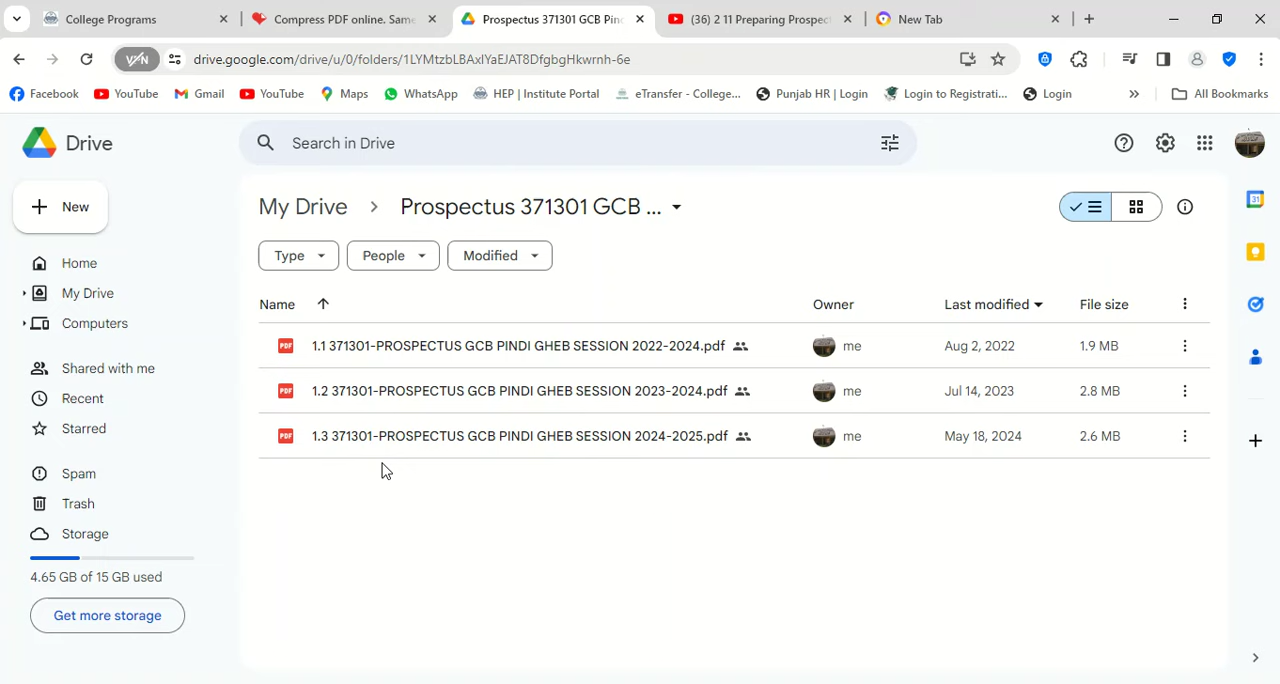 College Programs
Compress PDF online. Same
Prospectus 371301 GCB Pin
(36) 2 11 Preparing Prospect
New Tab
VPN
drive.google.com/drive/u/0/folders/1LYMtzbLBAxIYaEJAT8DfgbgHkwrnh-6e
Facebook
YouTube
Gmail
YouTube
Maps
WhatsApp
HEP | Institute Portal
eTransfer - College...
Punjab HR | Login
Login to Registrati...
Login
All Bookmarks
Drive
Search in Drive
New
My Drive
Prospectus 371301 GCB ...
Type
People
Modified
Home
My Drive
Computers
Shared with me
Recent
Starred
Spam
Trash
Storage
4.65 GB of 15 GB used
Get more storage
Name Owner Last modified File size
PDF 1.1 371301-PROSPECTUS GCB PINDI GHEB SESSION 2022-2024.pdf me Aug 2, 2022 1.9 MB
PDF 1.2 371301-PROSPECTUS GCB PINDI GHEB SESSION 2023-2024.pdf me Jul 14, 2023 2.8 MB
PDF 1.3 371301-PROSPECTUS GCB PINDI GHEB SESSION 2024-2025.pdf me May 18, 2024 2.6 MB
31